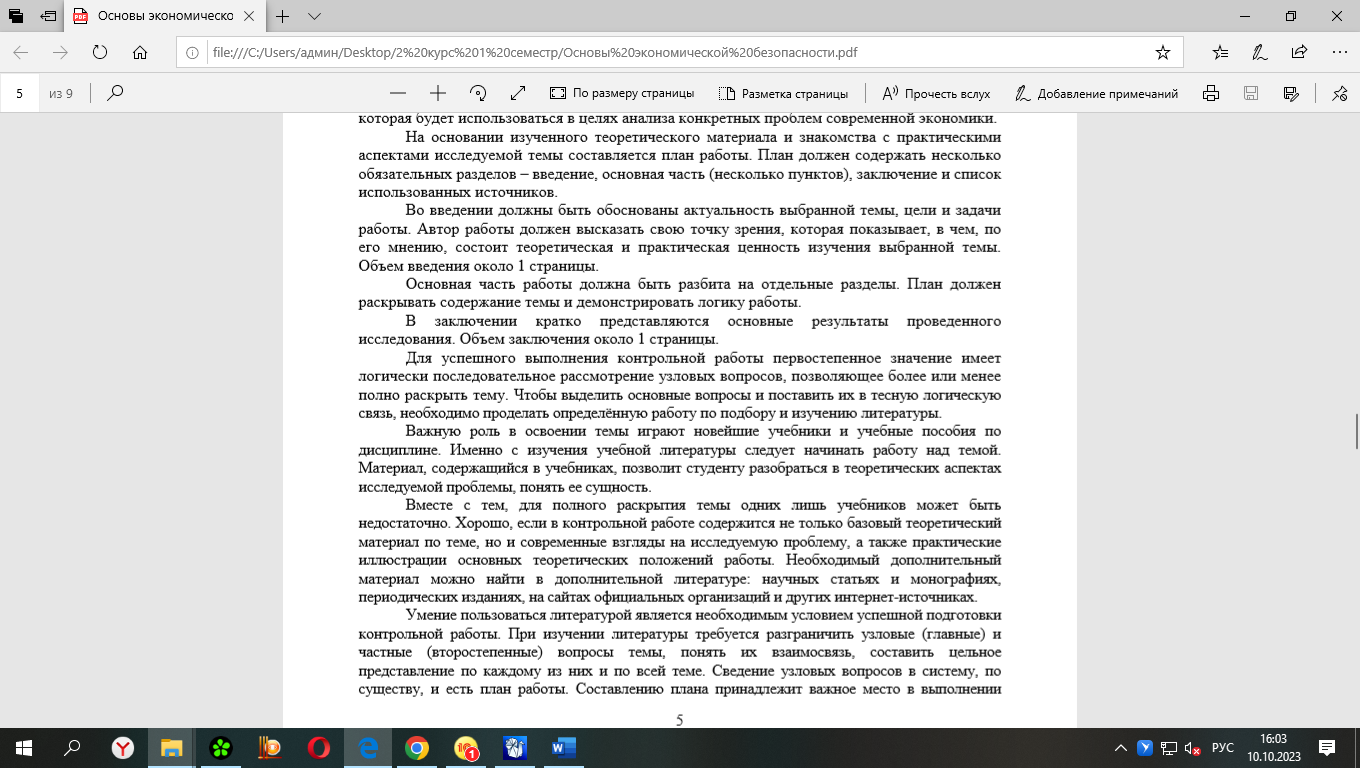 Основы экономическо
file:///C:/Users/админ/Desktop/2%20курс%201%20семестр/Основы%20экономической%20безопасности.pdf
5 из 9
По размеру страницы
Разметка страницы
Прочесть вслух
Добавление примечаний
которая будет использоваться в целях анализа конкретных проблем современной экономики.
На основании изученного теоретического материала и знакомства с практическими
аспектами исследуемой темы составляется план работы. План должен содержать несколько
обязательных разделов – введение, основная часть (несколько пунктов), заключение и список
использованных источников.
Во введении должны быть обоснованы актуальность выбранной темы, цели и задачи
работы. Автор работы должен высказать свою точку зрения, которая показывает, в чем, по
его мнению, состоит теоретическая и практическая ценность изучения выбранной темы.
Объем введения около 1 страницы.
Основная часть работы должна быть разбита на отдельные разделы. План должен
раскрывать содержание темы и демонстрировать логику работы.
В заключении кратко представляются основные результаты проведенного
исследования. Объем заключения около 1 страницы.
Для успешного выполнения контрольной работы первостепенное значение имеет
логически последовательное рассмотрение узловых вопросов, позволяющее более или менее
полно раскрыть тему. Чтобы выделить основные вопросы и поставить их в тесную логическую
связь, необходимо проделать определённую работу по подбору и изучению литературы.
Важную роль в освоении темы играют новейшие учебники и учебные пособия по
дисциплине. Именно с изучения учебной литературы следует начинать работу над темой.
Материал, содержащийся в учебниках, позволит студенту разобраться в теоретических аспектах
исследуемой проблемы, понять ее сущность.
Вместе с тем, для полного раскрытия темы одних лишь учебников может быть
недостаточно. Хорошо, если в контрольной работе содержится не только базовый теоретический
материал по теме, но и современные взгляды на исследуемую проблему, а также практические
иллюстрации основных теоретических положений работы. Необходимый дополнительный
материал можно найти в дополнительной литературе: научных статьях и монографиях,
периодических изданиях, на сайтах официальных организаций и других интернет-источниках.
Умение пользоваться литературой является необходимым условием успешной подготовки
контрольной работы. При изучении литературы требуется разграничить узловые (главные) и
частные (второстепенные) вопросы темы, понять их взаимосвязь, составить цельное
представление по каждому из них и по всей теме. Сведение узловых вопросов в систему, по
существу, и есть план работы. Составлению плана принадлежит важное место в выполнении
5
РУС
16:03
10.10.2023